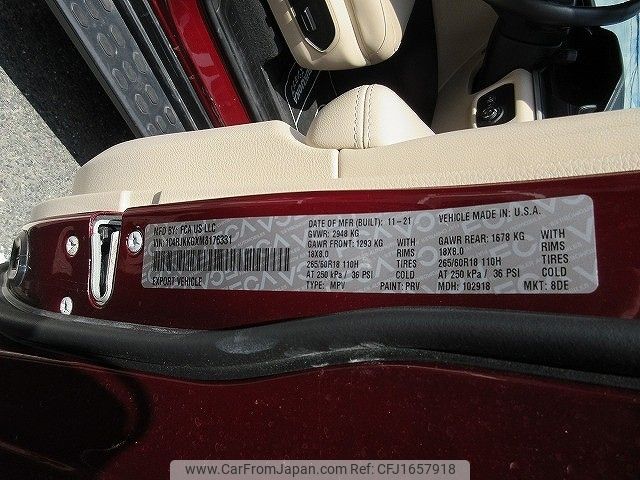 MFD BY: FCA US LLC
EXPORT VEHICLE
DATE OF MFR (BUILT): 11-21
GVWR: 2948 KG
GAWR FRONT: 1293 KG WITH
18X8.0 RIMS
265/60R18 110H TIRES
AT 250 kPa / 36 PSI COLD
TYPE: MPV PAINT: PRV
VEHICLE MADE IN: U.S.A.
GAWR REAR: 1678 KG WITH
18X8.0 RIMS
265/60R18 110H TIRES
AT 250 kPa / 36 PSI COLD
MDH: 102918 MKT: 8DE
www.CarFromJapan.com - CFJ1657918